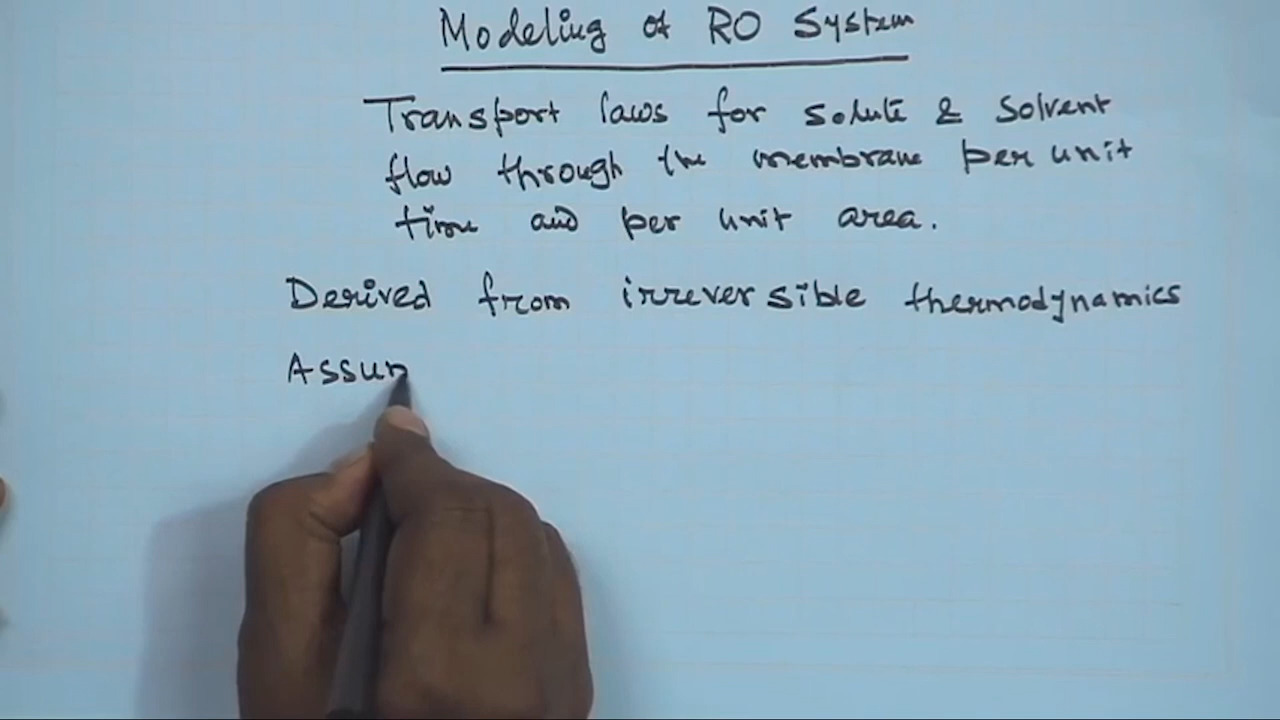 Modeling of RO System
Transport laws for solute & solvent
flow through the membrane per unit
time and per unit area.
Derived from irreversible thermodynamics
Assum